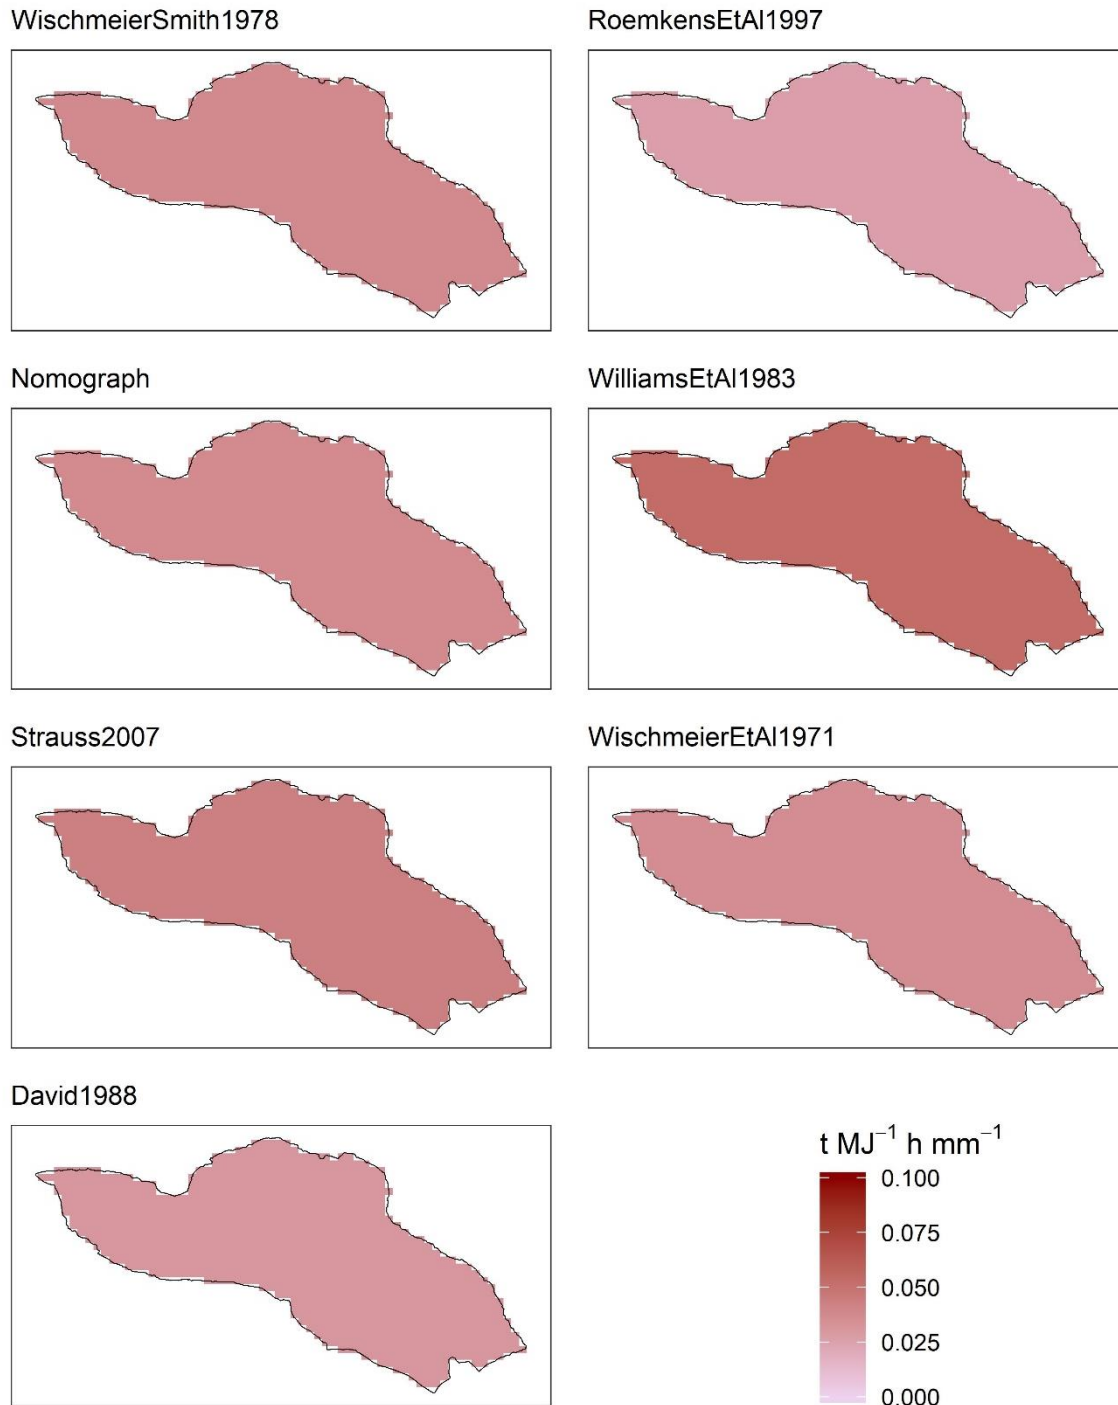 WischmeierSmith1978
RoemkensEtAl1997
Nomograph
WilliamsEtAl1983
Strauss2007
WischmeierEtAl1971
David1988
t MJ⁻¹ h mm⁻¹
0.100
0.075
0.050
0.025
0.000